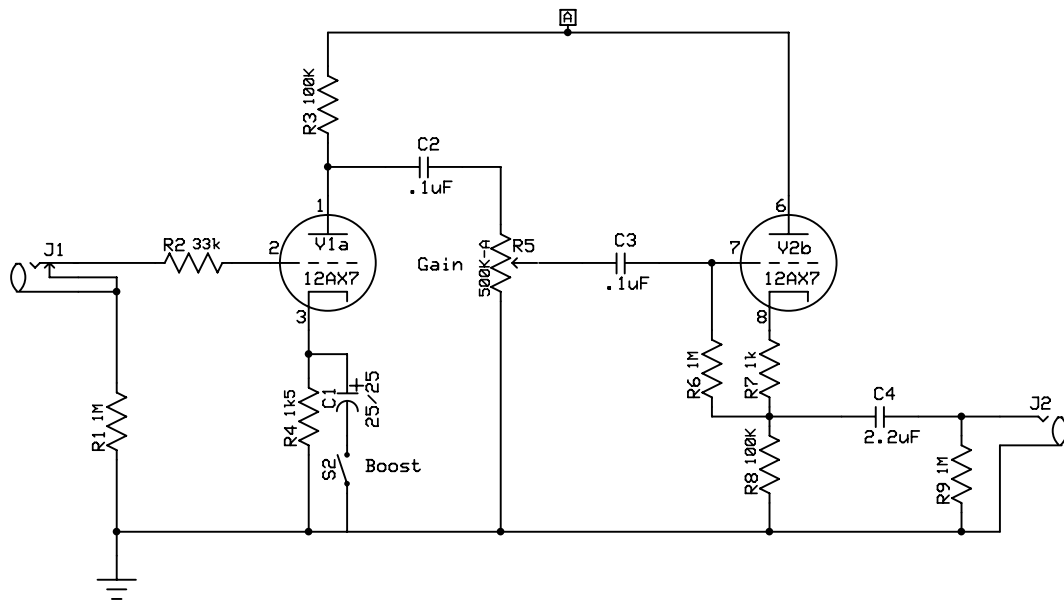 A
R3 100K
C2
.1uF
1
6
J1
R2 33k
2
V1a
12AX7
3
Gain
500K-A
R5
C3
.1uF
7
V2b
12AX7
8
R1 1M
R4 1k5
C1
25/25
S2
Boost
R6 1M
R7 1k
C4
2.2uF
J2
R8 100K
R9 1M